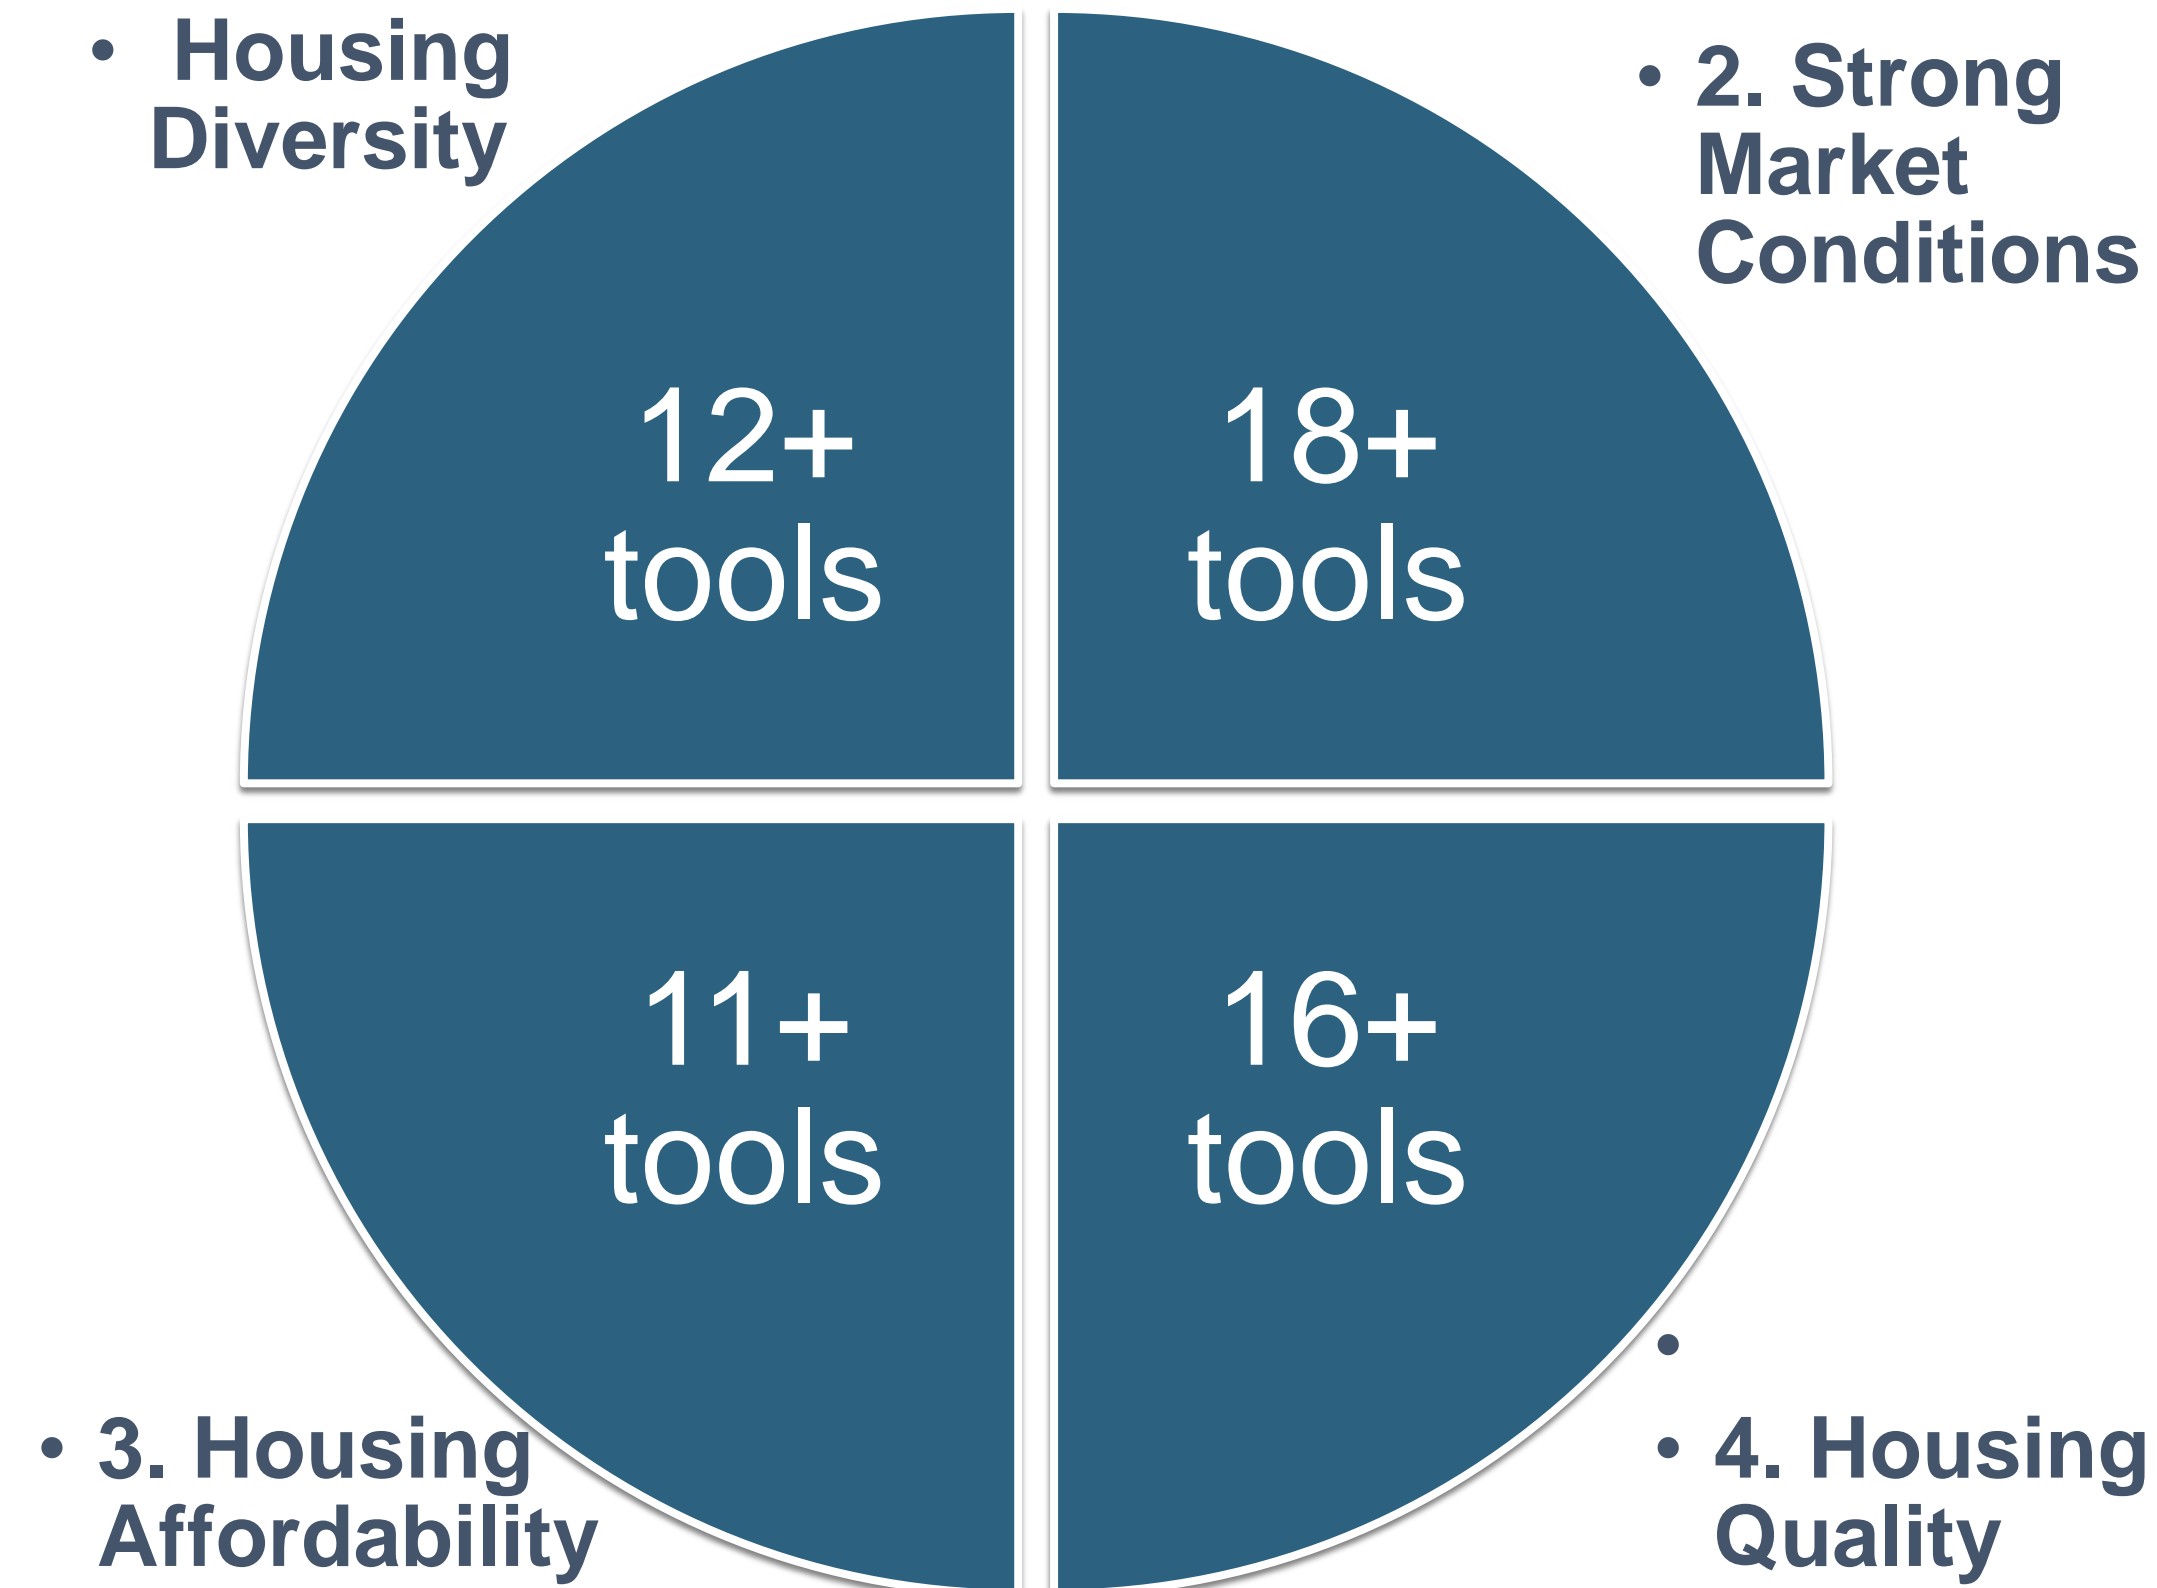 • Housing
Diversity
• 2. Strong
Market
Conditions
12+
tools
18+
tools
11+
tools
16+
tools
•
• 3. Housing
Affordability
• 4. Housing
Quality